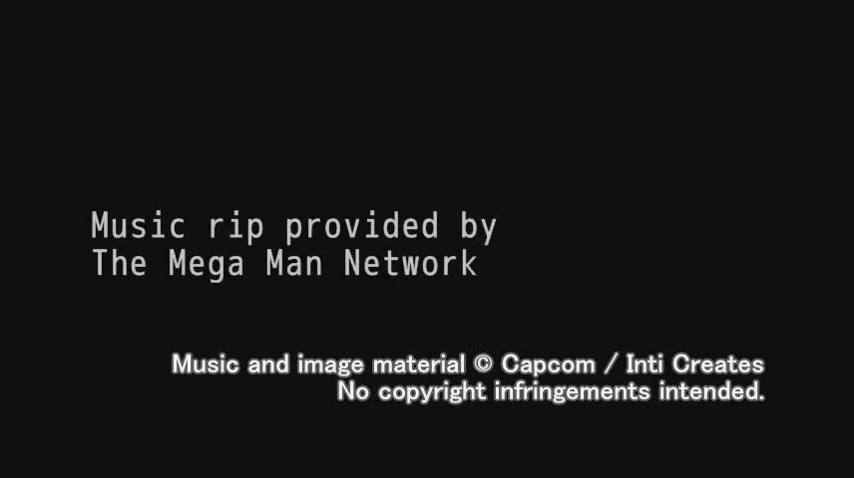 Music rip provided by
The Mega Man Network
Music and image material © Capcom / Inti Creates
No copyright infringements intended.